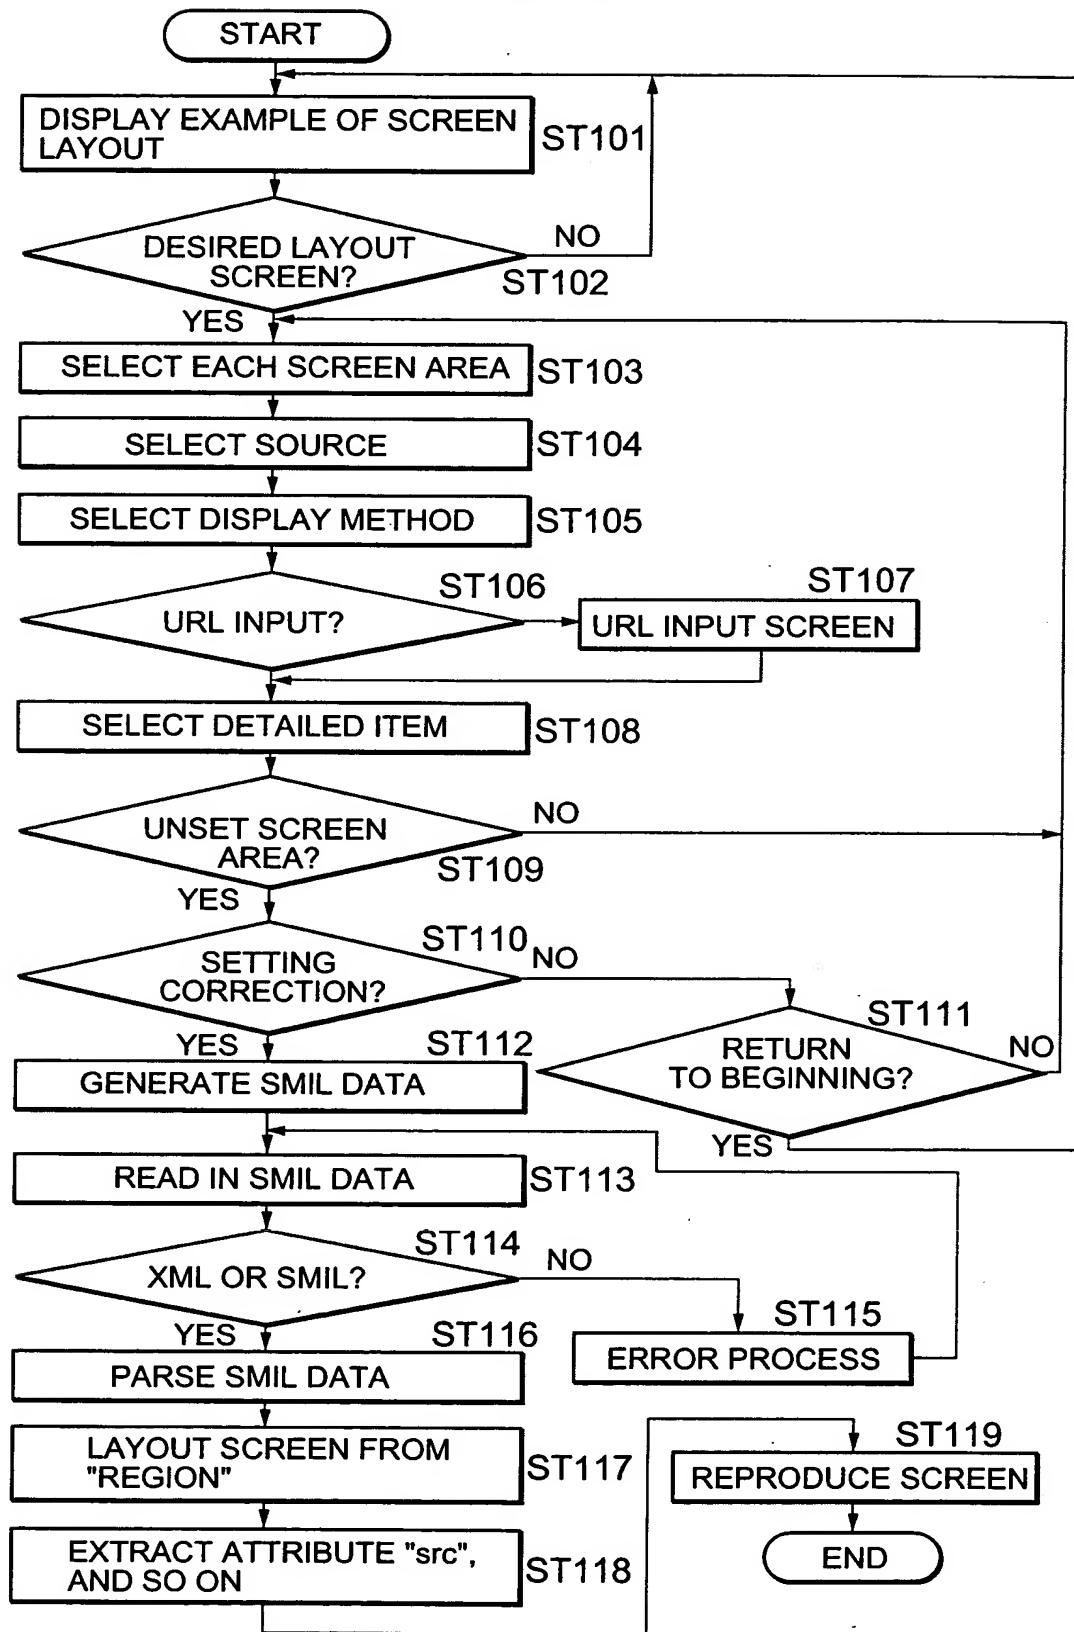 START
DISPLAY EXAMPLE OF SCREEN
LAYOUT
ST101
DESIRED LAYOUT
SCREEN?
NO
ST102
YES
SELECT EACH SCREEN AREA
ST103
SELECT SOURCE
ST104
SELECT DISPLAY METHOD
ST105
ST106
URL INPUT?
ST107
URL INPUT SCREEN
SELECT DETAILED ITEM
ST108
UNSET SCREEN
AREA?
NO
ST109
YES
ST110
SETTING
CORRECTION?
NO
ST111
RETURN
TO BEGINNING?
NO
YES
YES
ST112
GENERATE SMIL DATA
READ IN SMIL DATA
ST113
ST114
XML OR SMIL?
NO
ST115
ERROR PROCESS
YES
ST116
PARSE SMIL DATA
LAYOUT SCREEN FROM
"REGION"
ST117
EXTRACT ATTRIBUTE "src",
AND SO ON
ST118
ST119
REPRODUCE SCREEN
END